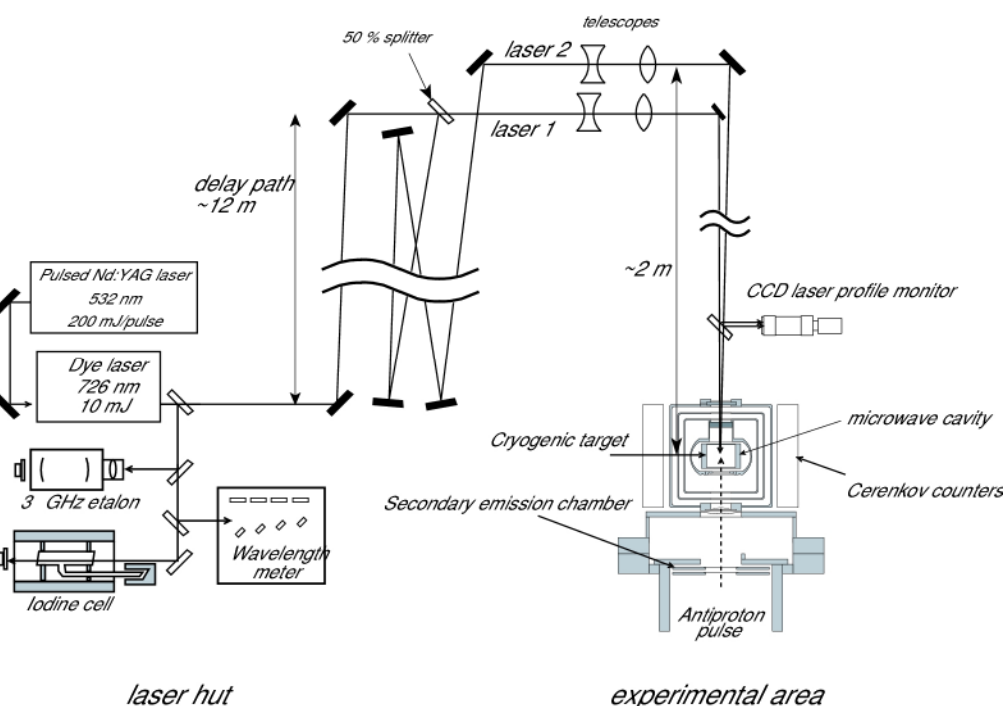 telescopes
50 % splitter
laser 2
laser 1
delay path
~12 m
~2 m
Pulsed Nd:YAG laser
532 nm
200 mJ/pulse
CCD laser profile monitor
Dye laser
726 nm
10 mJ
microwave cavity
Cryogenic target
3 GHz etalon
Cerenkov counters
Secondary emission chamber
Wavelength
meter
Iodine cell
Antiproton
pulse
laser hut
experimental area